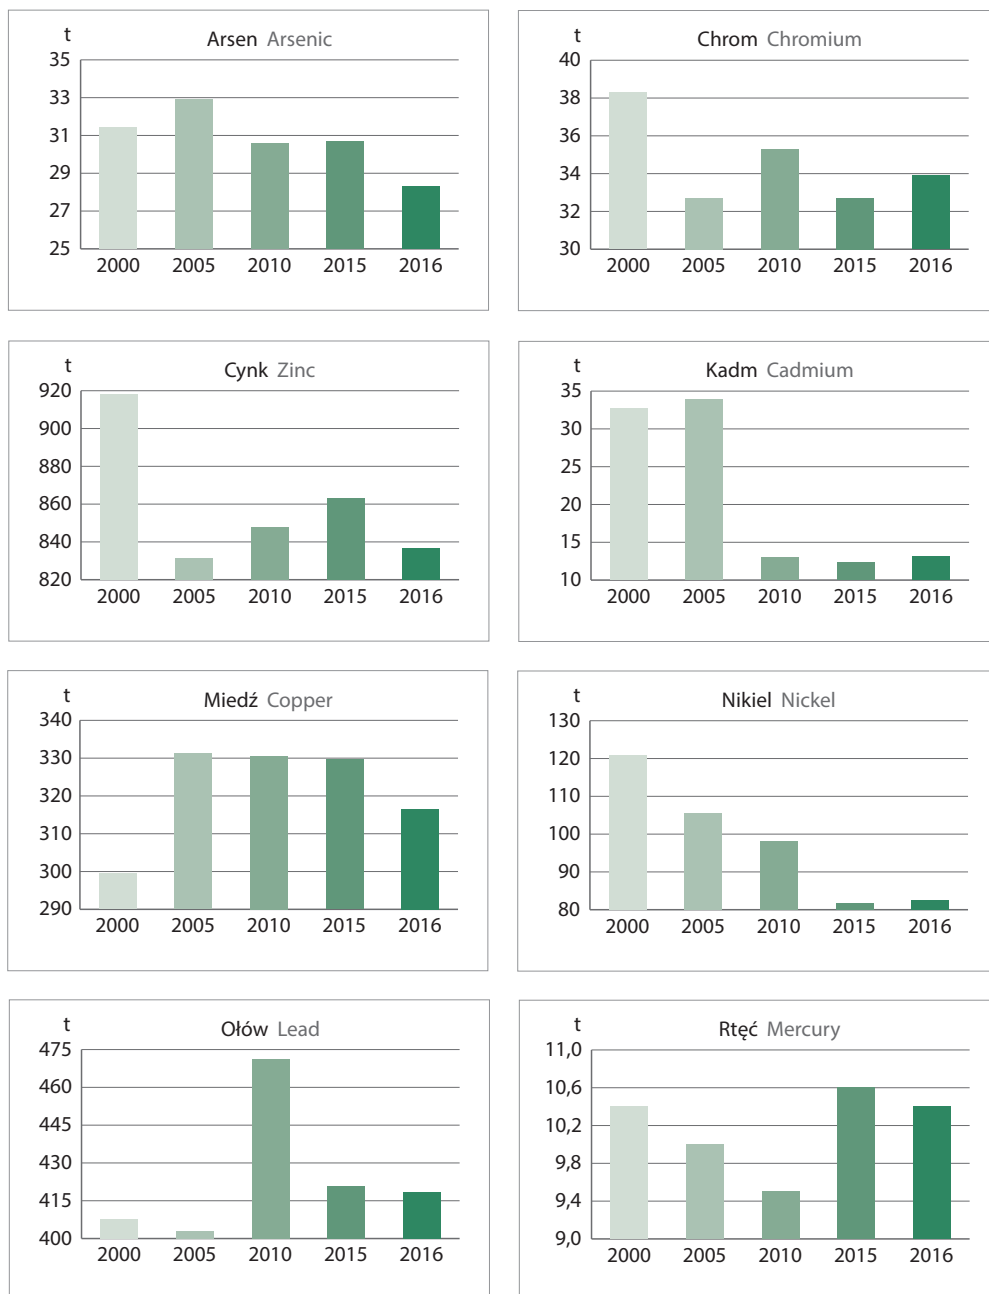 t
Arsen Arsenic
35
33
31
29
27
25
2000 2005 2010 2015 2016
t
Chrom Chromium
40
38
36
34
32
30
2000 2005 2010 2015 2016
t
Cynk Zinc
920
900
880
860
840
820
2000 2005 2010 2015 2016
t
Kadm Cadmium
35
30
25
20
15
10
2000 2005 2010 2015 2016
t
Miedź Copper
340
330
320
310
300
290
2000 2005 2010 2015 2016
t
Nikiel Nickel
130
120
110
100
90
80
2000 2005 2010 2015 2016
t
Ołów Lead
475
460
445
430
415
400
2000 2005 2010 2015 2016
t
Rtęć Mercury
11,0
10,6
10,2
9,8
9,4
9,0
2000 2005 2010 2015 2016